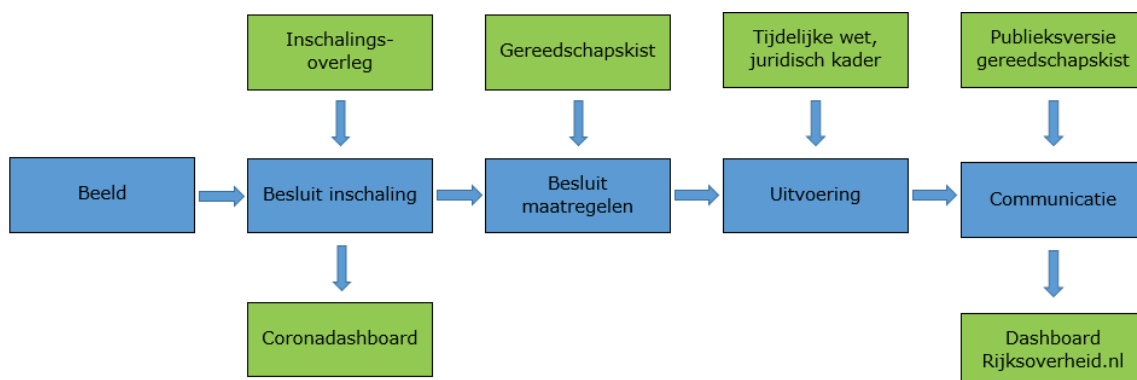 Inschalings-
overleg
Gereedschapskist
Tijdelijke wet,
juridisch kader
Publieksversie
gereedschapskist
Beeld
Besluit inschaling
Besluit
maatregelen
Uitvoering
Communicatie
Coronadashboard
Dashboard
Rijksoverheid.nl